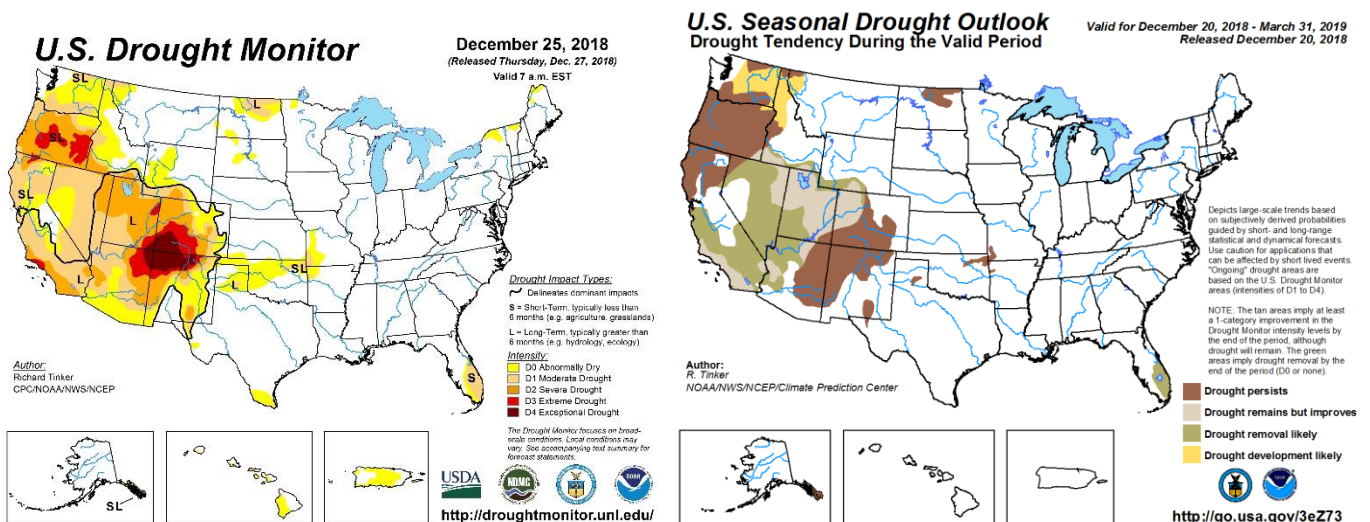 U.S. Drought Monitor
December 25, 2018
(Released Thursday, Dec. 27, 2018)
Valid 7 a.m. EST
SL
L
SL
SL
L
L
SL
L
S
Drought Impact Types:
Delineates dominant impacts
S = Short-Term, typically less than
6 months (e.g. agriculture, grasslands)
L = Long-Term, typically greater than
6 months (e.g. hydrology, ecology)
Intensity:
D0 Abnormally Dry
D1 Moderate Drought
D2 Severe Drought
D3 Extreme Drought
D4 Exceptional Drought
Author:
Richard Tinker
CPC/NOAA/NWS/NCEP
The Drought Monitor focuses on broad-
scale conditions. Local conditions may
vary. See accompanying text summary for
forecast statements.
SL
USDA
NDMC
http://droughtmonitor.unl.edu/
U.S. Seasonal Drought Outlook
Drought Tendency During the Valid Period
Valid for December 20, 2018 - March 31, 2019
Released December 20, 2018
Depicts large-scale trends based
on subjectively derived probabilities
guided by short- and long-range
statistical and dynamical forecasts.
Use caution for applications that
can be affected by short lived events.
"Ongoing" drought areas are
based on the U.S. Drought Monitor
areas (intensities of D1 to D4).
NOTE: The tan areas imply at least
a 1-category improvement in the
Drought Monitor intensity levels by
the end of the period, although
drought will remain. The green
areas imply drought removal by the
end of the period (D0 or none).
Author:
R. Tinker
NOAA/NWS/NCEP/Climate Prediction Center
Drought persists
Drought remains but improves
Drought removal likely
Drought development likely
http://go.usa.gov/3eZ73